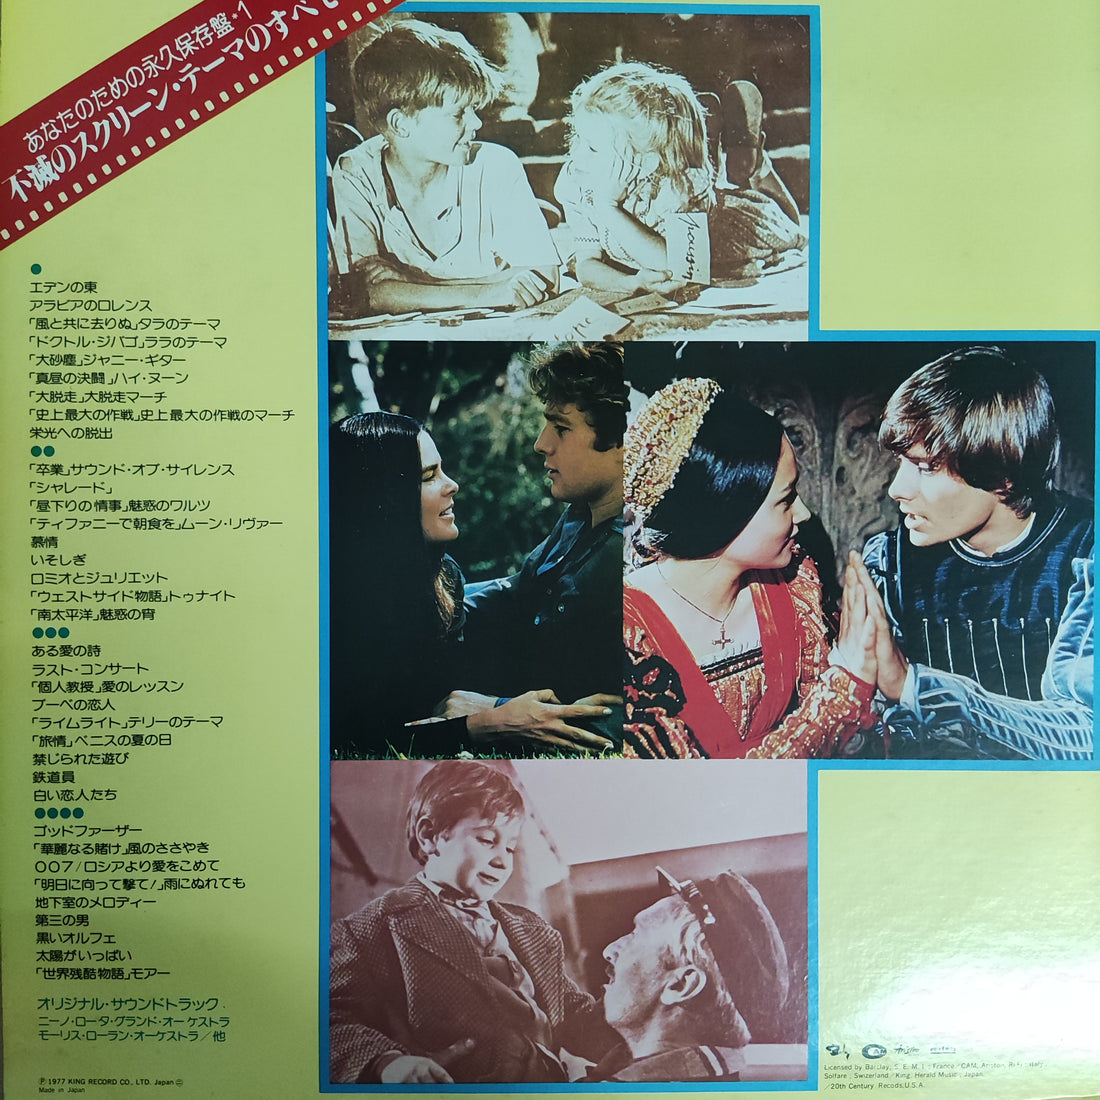 あなたのための永久保存盤*1
不滅のスクリーン・テーマのすべて
エデンの東
アラビアのロレンス
「風と共に去りぬ」タラのテーマ
「ドクトル・ジバゴ」ララのテーマ
「大砂塵」ジャニー・ギター
「真昼の決闘」ハイ・ヌーン
「大脱走」大脱走マーチ
「史上最大の作戦」史上最大の作戦のマーチ
栄光への脱出
「卒業」サウンド・オブ・サイレンス
「シャレード」
「昼下りの情事」魅惑のワルツ
「ティファニーで朝食を」ムーン・リヴァー
慕情
いそしぎ
ロミオとジュリエット
「ウェストサイド物語」トゥナイト
「南太平洋」魅惑の宵
ある愛の詩
ラスト・コンサート
「個人教授」愛のレッスン
ブーベの恋人
「ライムライト」テリーのテーマ
「旅情」ベニスの夏の日
禁じられた遊び
鉄道員
白い恋人たち
ゴッドファーザー
「華麗なる賭け」風のささやき
007/ロシアより愛をこめて
「明日に向って撃て!」雨にぬれても
地下室のメロディー
第三の男
黒いオルフェ
太陽がいっぱい
「世界残酷物語」モアー
オリジナル・サウンドトラック
ニーノ・ロータ・グランド・オーケストラ
モーリス・ローラン・オーケストラ/他
Ⓟ 1977 KING RECORD CO., LTD. Japan
Made in Japan
CAM
Licensed by Barclay; S. E. M. I.; France/CAM, Ariston, Italy.
Solfare; Swizerland/King; Herald Music; Japan.
/20th Century Records, U.S.A.